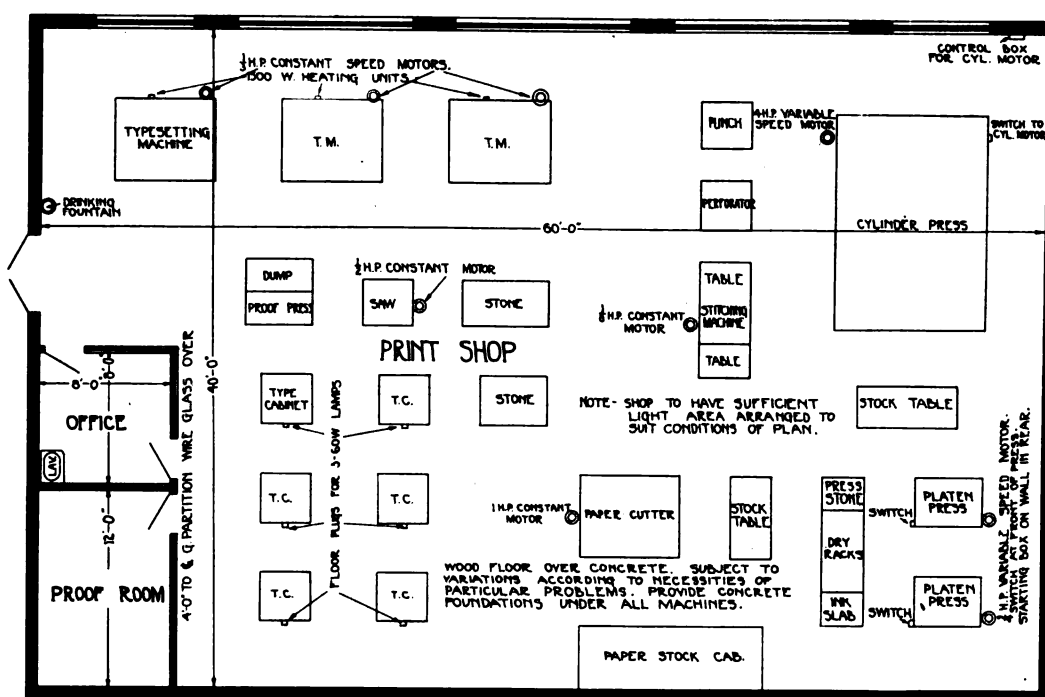 CONTROL BOX
FOR CYL. MOTOR
⅓ H.P. CONSTANT SPEED MOTORS.
1500 W. HEATING UNITS
TYPESETTING
MACHINE
T.M.
T.M.
PUNCH
4 H.P. VARIABLE
SPEED MOTOR
SWITCH TO
CYL. MOTOR
DRINKING
FOUNTAIN
PERFORATOR
60'-0"
CYLINDER PRESS
DUMP
PROOF PRESS
½ H.P. CONSTANT MOTOR
SAW
STONE
TABLE
STITCHING
MACHINE
TABLE
H.P. CONSTANT
MOTOR
PRINT SHOP
40'-0"
8'-0"
8'-0"
OFFICE
LAV.
4'-0" TO G. PARTITION WIRE GLASS OVER
TYPE
CABINET
T.C.
STONE
NOTE- SHOP TO HAVE SUFFICIENT
LIGHT AREA ARRANGED TO
SUIT CONDITIONS OF PLAN.
STOCK TABLE
FLOOR PLUGS FOR 3-60W LAMPS
T.C.
T.C.
1 H.P. CONSTANT
MOTOR
PAPER CUTTER
STOCK
TABLE
PRESS
STONE
DRY
RACKS
INK
SLAB
SWITCH
PLATEN
PRESS
H.P. VARIABLE SPEED MOTOR.
SWITCH AT FRONT OF PRESS.
STARTING BOX ON WALL IN REAR.
12'-0"
PROOF ROOM
T.C.
T.C.
WOOD FLOOR OVER CONCRETE. SUBJECT TO
VARIATIONS ACCORDING TO NECESSITIES OF
PARTICULAR PROBLEMS. PROVIDE CONCRETE
FOUNDATIONS UNDER ALL MACHINES.
SWITCH
PLATEN
PRESS
PAPER STOCK CAB.